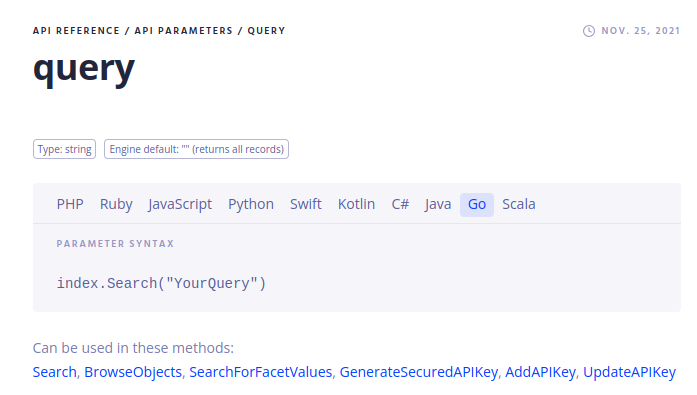 API REFERENCE / API PARAMETERS / QUERY
NOV. 25, 2021
query
Type: string
Engine default: "" (returns all records)
PHP Ruby JavaScript Python Swift Kotlin C# Java Go Scala
PARAMETER SYNTAX
index.Search("YourQuery")
Can be used in these methods:
Search, BrowseObjects, SearchForFacetValues, GenerateSecuredAPIKey, AddAPIKey, UpdateAPIKey